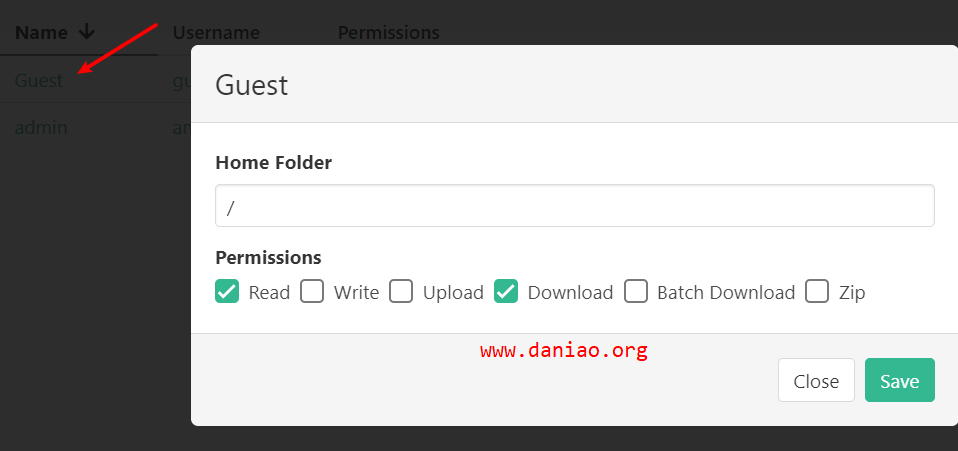 Name Username Permissions
Guest gu
admin
Guest
Home Folder
/
Permissions
Read Write Upload Download Batch Download Zip
www.daniao.org
Close Save